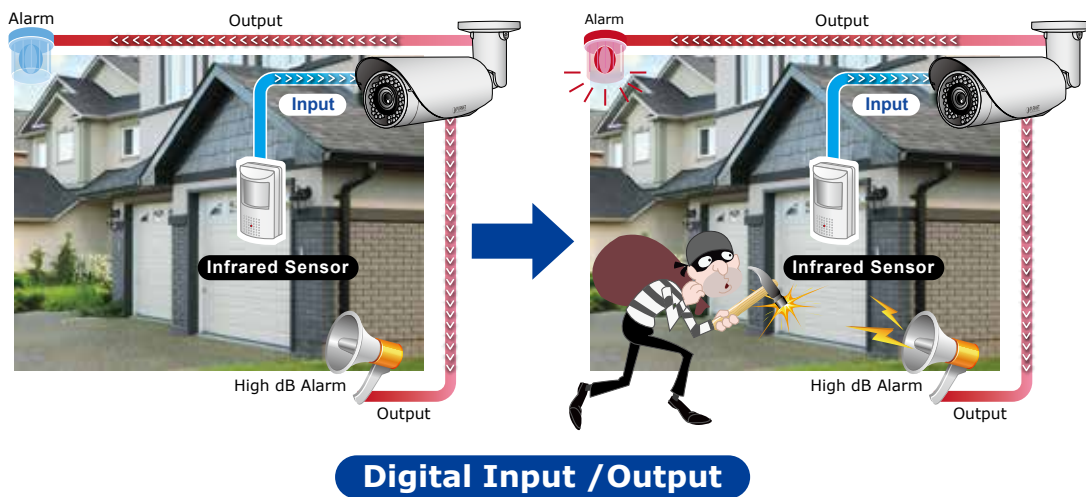 Alarm
Output
Input
Infrared Sensor
High dB Alarm
Output
Alarm
Output
Input
Infrared Sensor
High dB Alarm
Output
Digital Input /Output